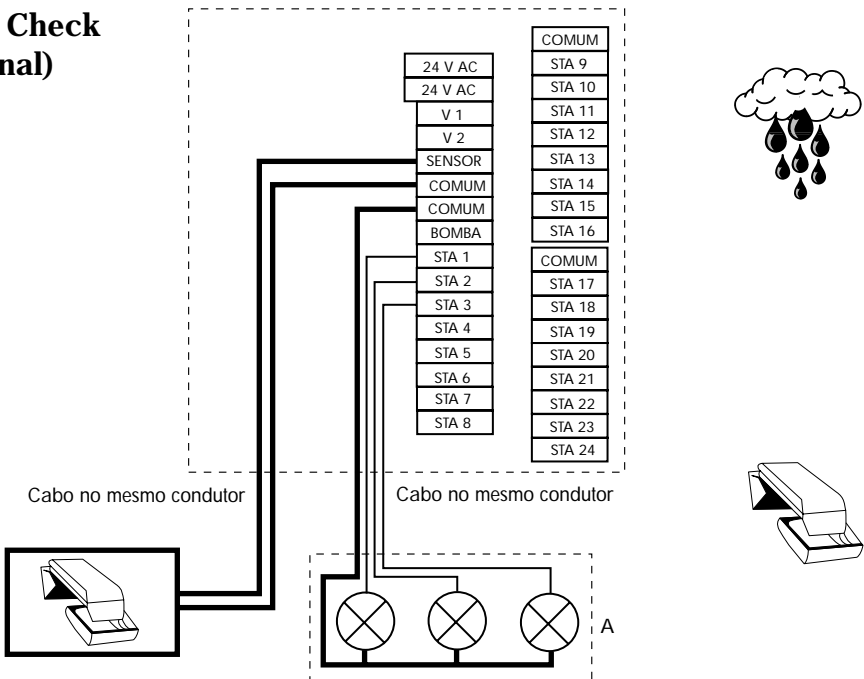 Check
nal)
24 V AC
24 V AC
V 1
V 2
SENSOR
COMUM
COMUM
BOMBA
STA 1
STA 2
STA 3
STA 4
STA 5
STA 6
STA 7
STA 8
COMUM
STA 9
STA 10
STA 11
STA 12
STA 13
STA 14
STA 15
STA 16
COMUM
STA 17
STA 18
STA 19
STA 20
STA 21
STA 22
STA 23
STA 24
Cabo no mesmo condutor
Cabo no mesmo condutor
A